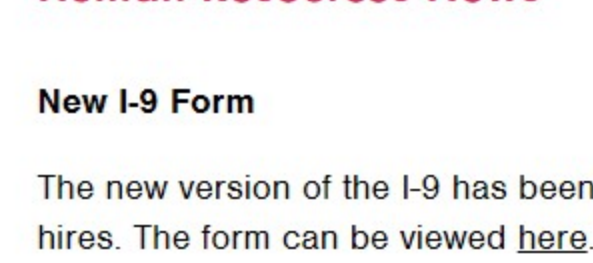 New I-9 Form
The new version of the I-9 has been
hires. The form can be viewed here.